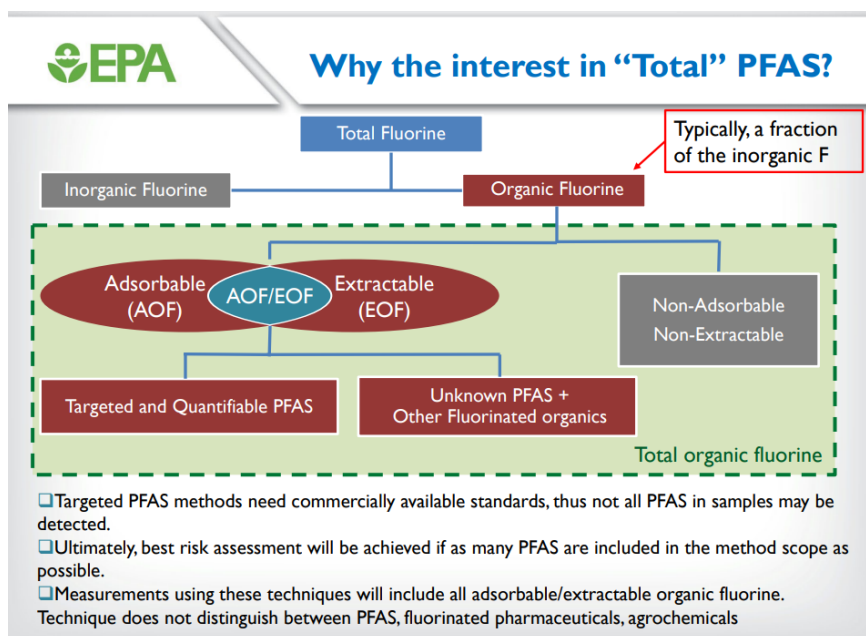 EPA
Why the interest in “Total” PFAS?
Total Fluorine
Typically, a fraction
of the inorganic F
Inorganic Fluorine
Organic Fluorine
Adsorbable
(AOF)
AOF/EOF
Extractable
(EOF)
Non-Adsorbable
Non-Extractable
Targeted and Quantifiable PFAS
Unknown PFAS +
Other Fluorinated organics
Total organic fluorine
❑Targeted PFAS methods need commercially available standards, thus not all PFAS in samples may be
detected.
❑Ultimately, best risk assessment will be achieved if as many PFAS are included in the method scope as
possible.
❑Measurements using these techniques will include all adsorbable/extractable organic fluorine.
Technique does not distinguish between PFAS, fluorinated pharmaceuticals, agrochemicals